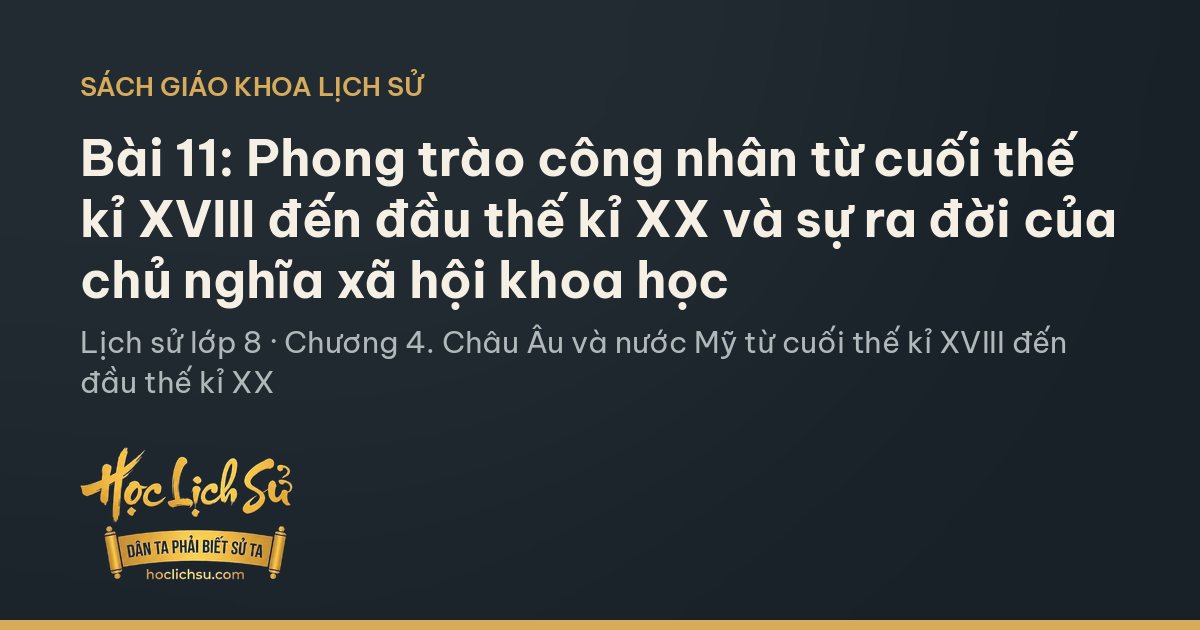 SÁCH GIÁO KHOA LỊCH SỬ
Bài 11: Phong trào công nhân từ cuối thế
kỉ XVIII đến đầu thế kỉ XX và sự ra đời của
chủ nghĩa xã hội khoa học
Lịch sử lớp 8 · Chương 4. Châu Âu và nước Mỹ từ cuối thế kỉ XVIII đến
đầu thế kỉ XX
Học Lịch Sử
DÂN TA PHẢI BIẾT SỬ TA
hoclichsu.com